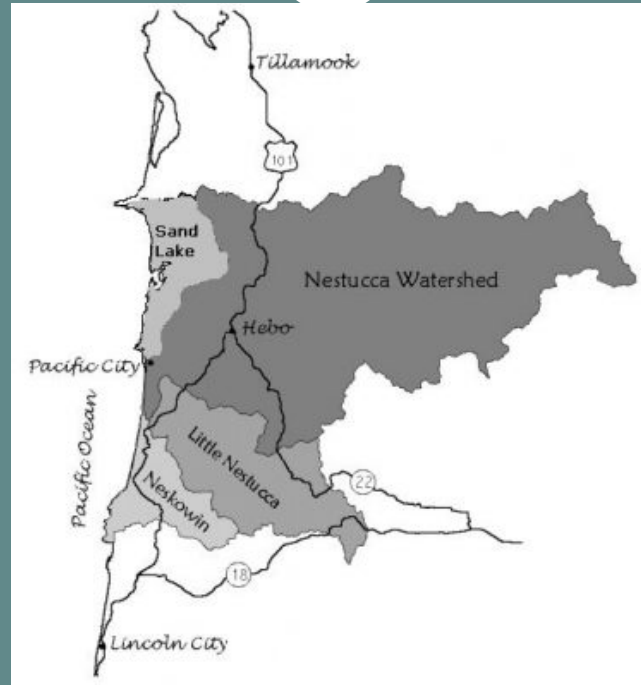 Tillamook
101
Sand
Lake
Nestucca Watershed
Hebo
Pacific City
Pacific Ocean
Little Nestucca
Neskowin
22
18
Lincoln City